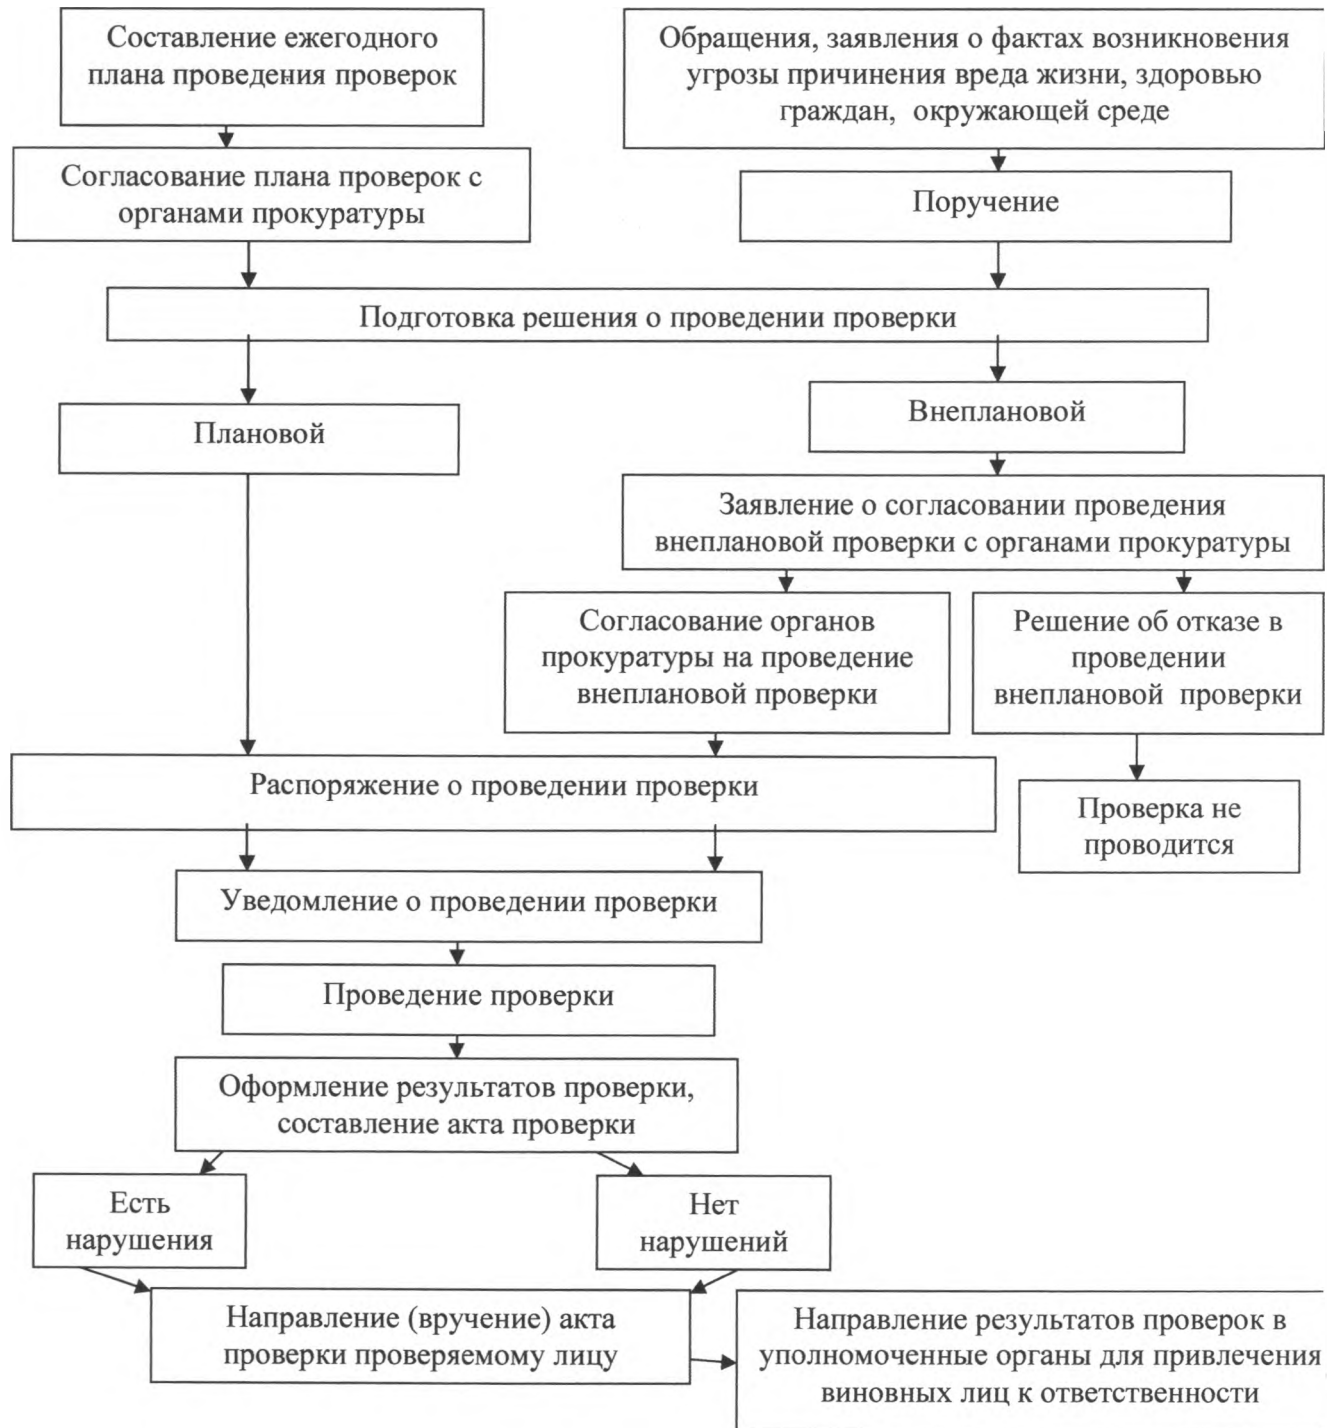 Составление ежегодного
плана проведения проверок
Обращения, заявления о фактах возникновения
угрозы причинения вреда жизни, здоровью
граждан, окружающей среде
Согласование плана проверок с
органами прокуратуры
Поручение
Подготовка решения о проведении проверки
Плановой
Внеплановой
Заявление о согласовании проведения
внеплановой проверки с органами прокуратуры
Согласование органов
прокуратуры на проведение
внеплановой проверки
Решение об отказе в
проведении
внеплановой проверки
Распоряжение о проведении проверки
Проверка не
проводится
Уведомление о проведении проверки
Проведение проверки
Оформление результатов проверки,
составление акта проверки
Есть
нарушения
Нет
нарушений
Направление (вручение) акта
проверки проверяемому лицу
Направление результатов проверок в
уполномоченные органы для привлечения
виновных лиц к ответственности